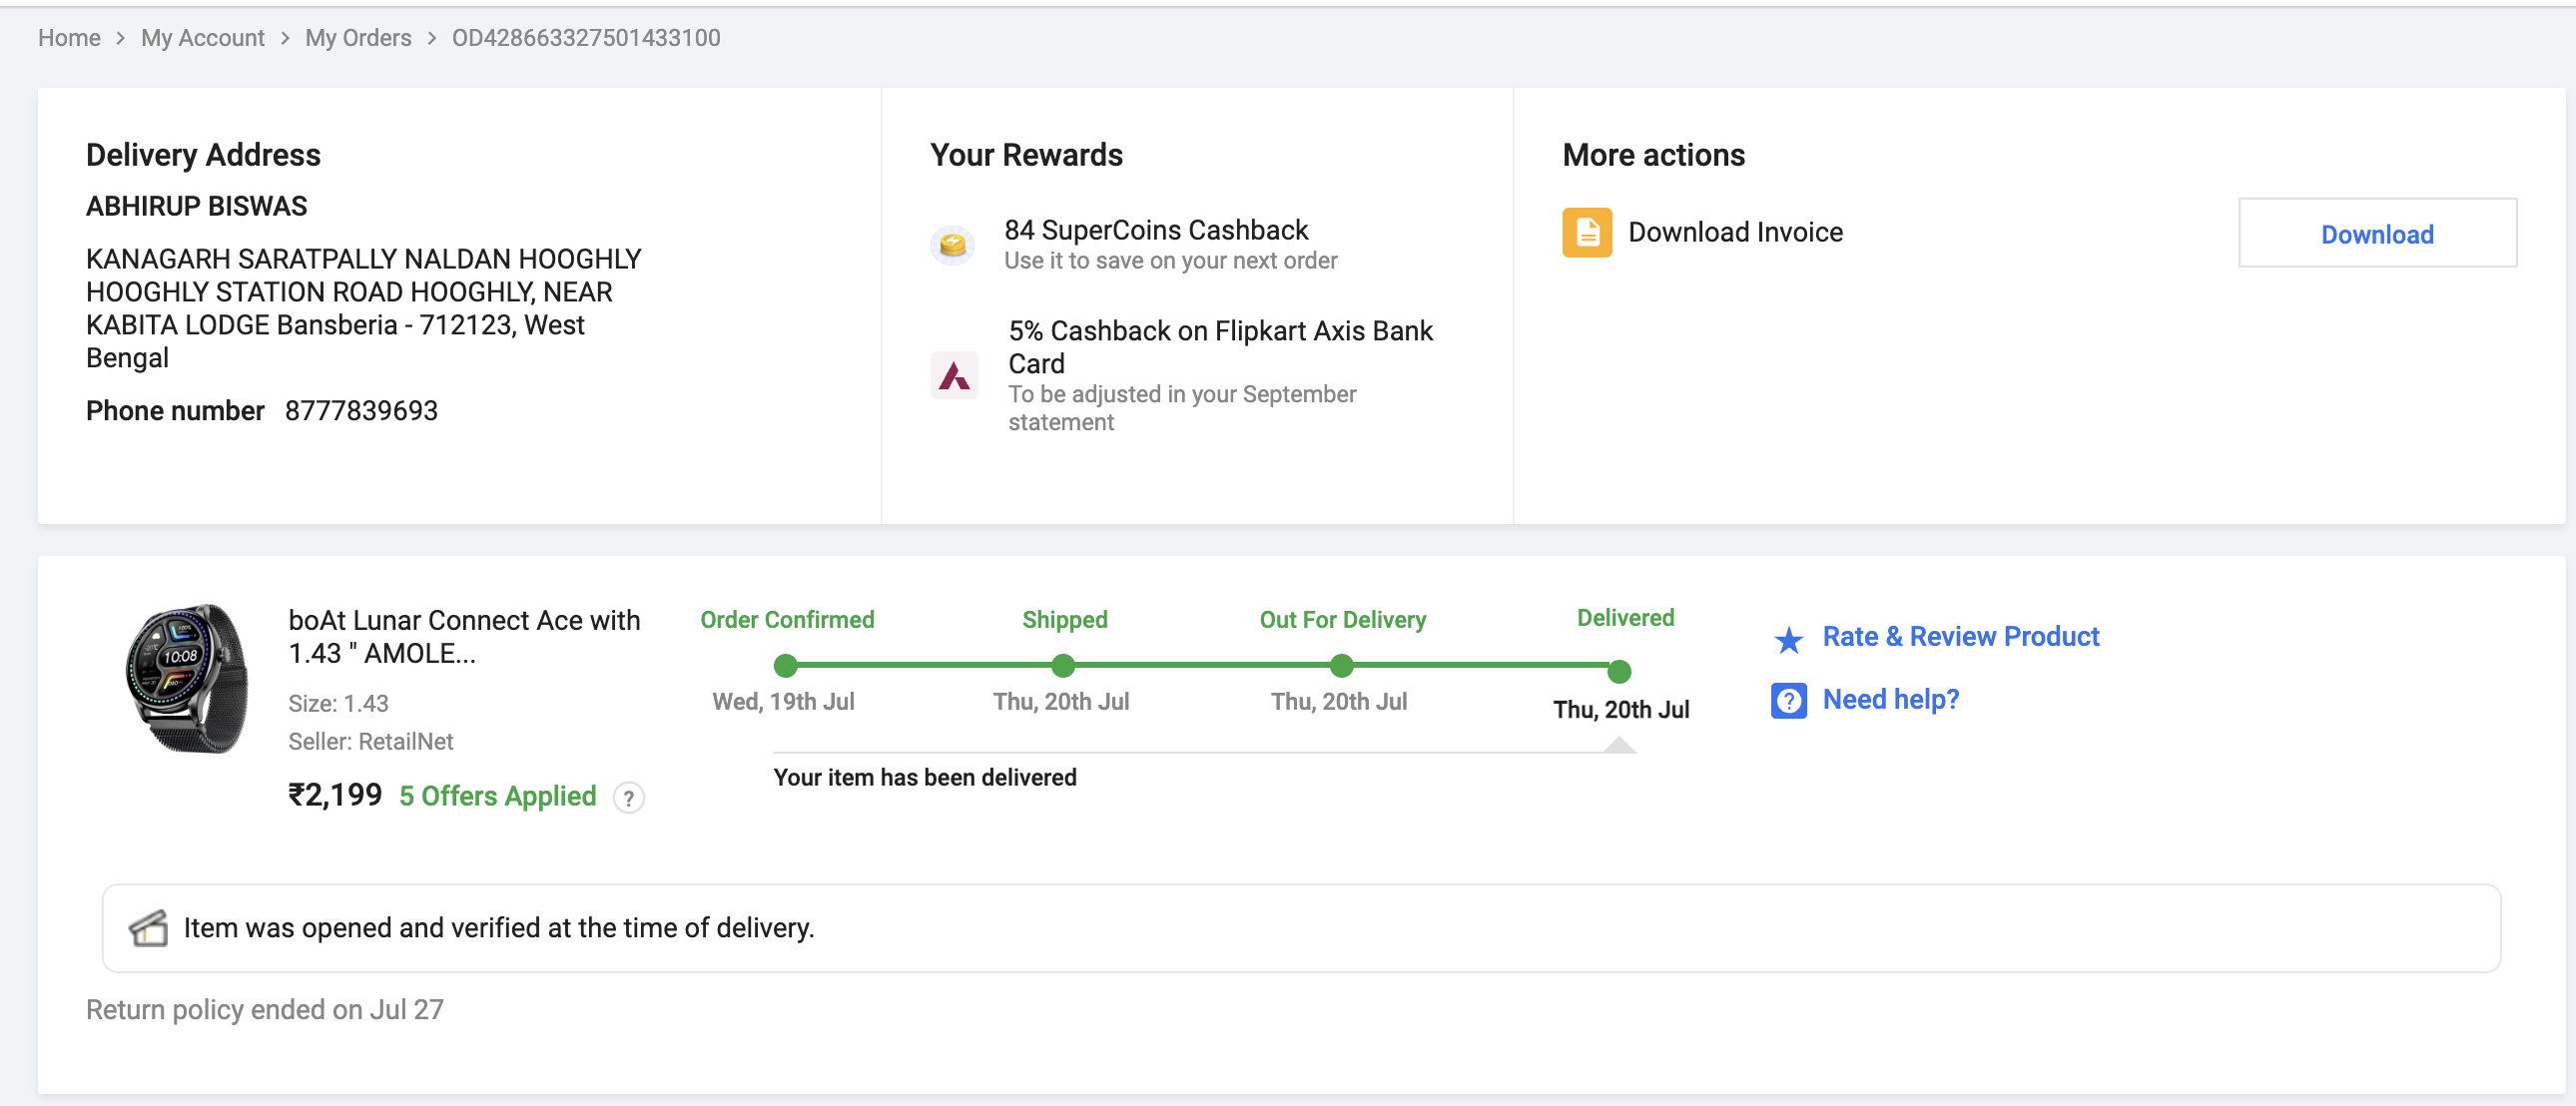 Home > My Account > My Orders > OD428663327501433100
Delivery Address
ABHIRUP BISWAS
KANAGARH SARATPALLY NALDAN HOOGHLY
HOOGHLY STATION ROAD HOOGHLY, NEAR
KABITA LODGE Bansberia - 712123, West
Bengal
Phone number 8777839693
Your Rewards
84 SuperCoins Cashback
Use it to save on your next order
5% Cashback on Flipkart Axis Bank
Card
To be adjusted in your September
statement
More actions
Download Invoice
Download
10:08
boAt Lunar Connect Ace with
1.43 " AMOLE...
Size: 1.43
Seller: RetailNet
₹2,199 5 Offers Applied ?
Order Confirmed
Wed, 19th Jul
Shipped
Thu, 20th Jul
Out For Delivery
Thu, 20th Jul
Delivered
Thu, 20th Jul
Your item has been delivered
Rate & Review Product
Need help?
Item was opened and verified at the time of delivery.
Return policy ended on Jul 27